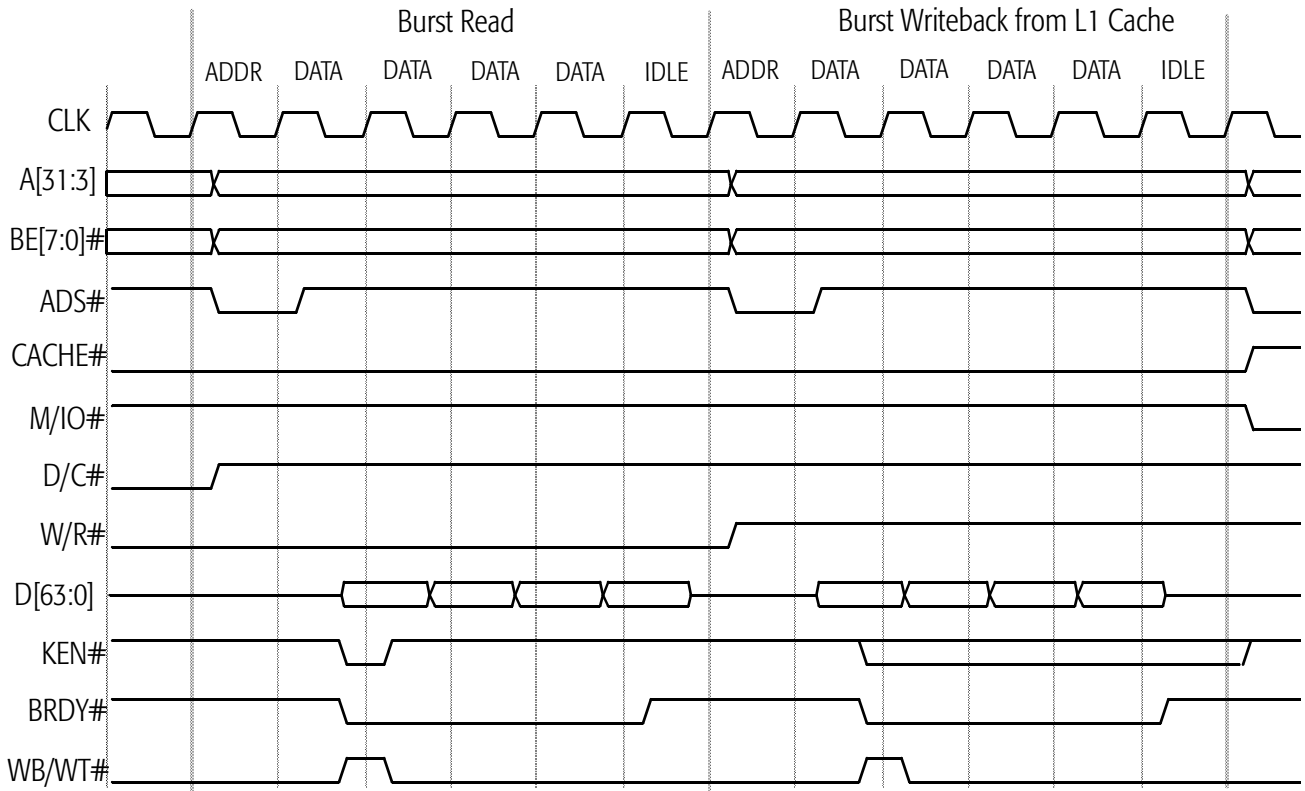 Burst Read
Burst Writeback from L1 Cache
ADDR DATA DATA DATA DATA IDLE ADDR DATA DATA DATA DATA IDLE
CLK
A[31:3]
BE[7:0]#
ADS#
CACHE#
M/IO#
D/C#
W/R#
D[63:0]
KEN#
BRDY#
WB/WT#